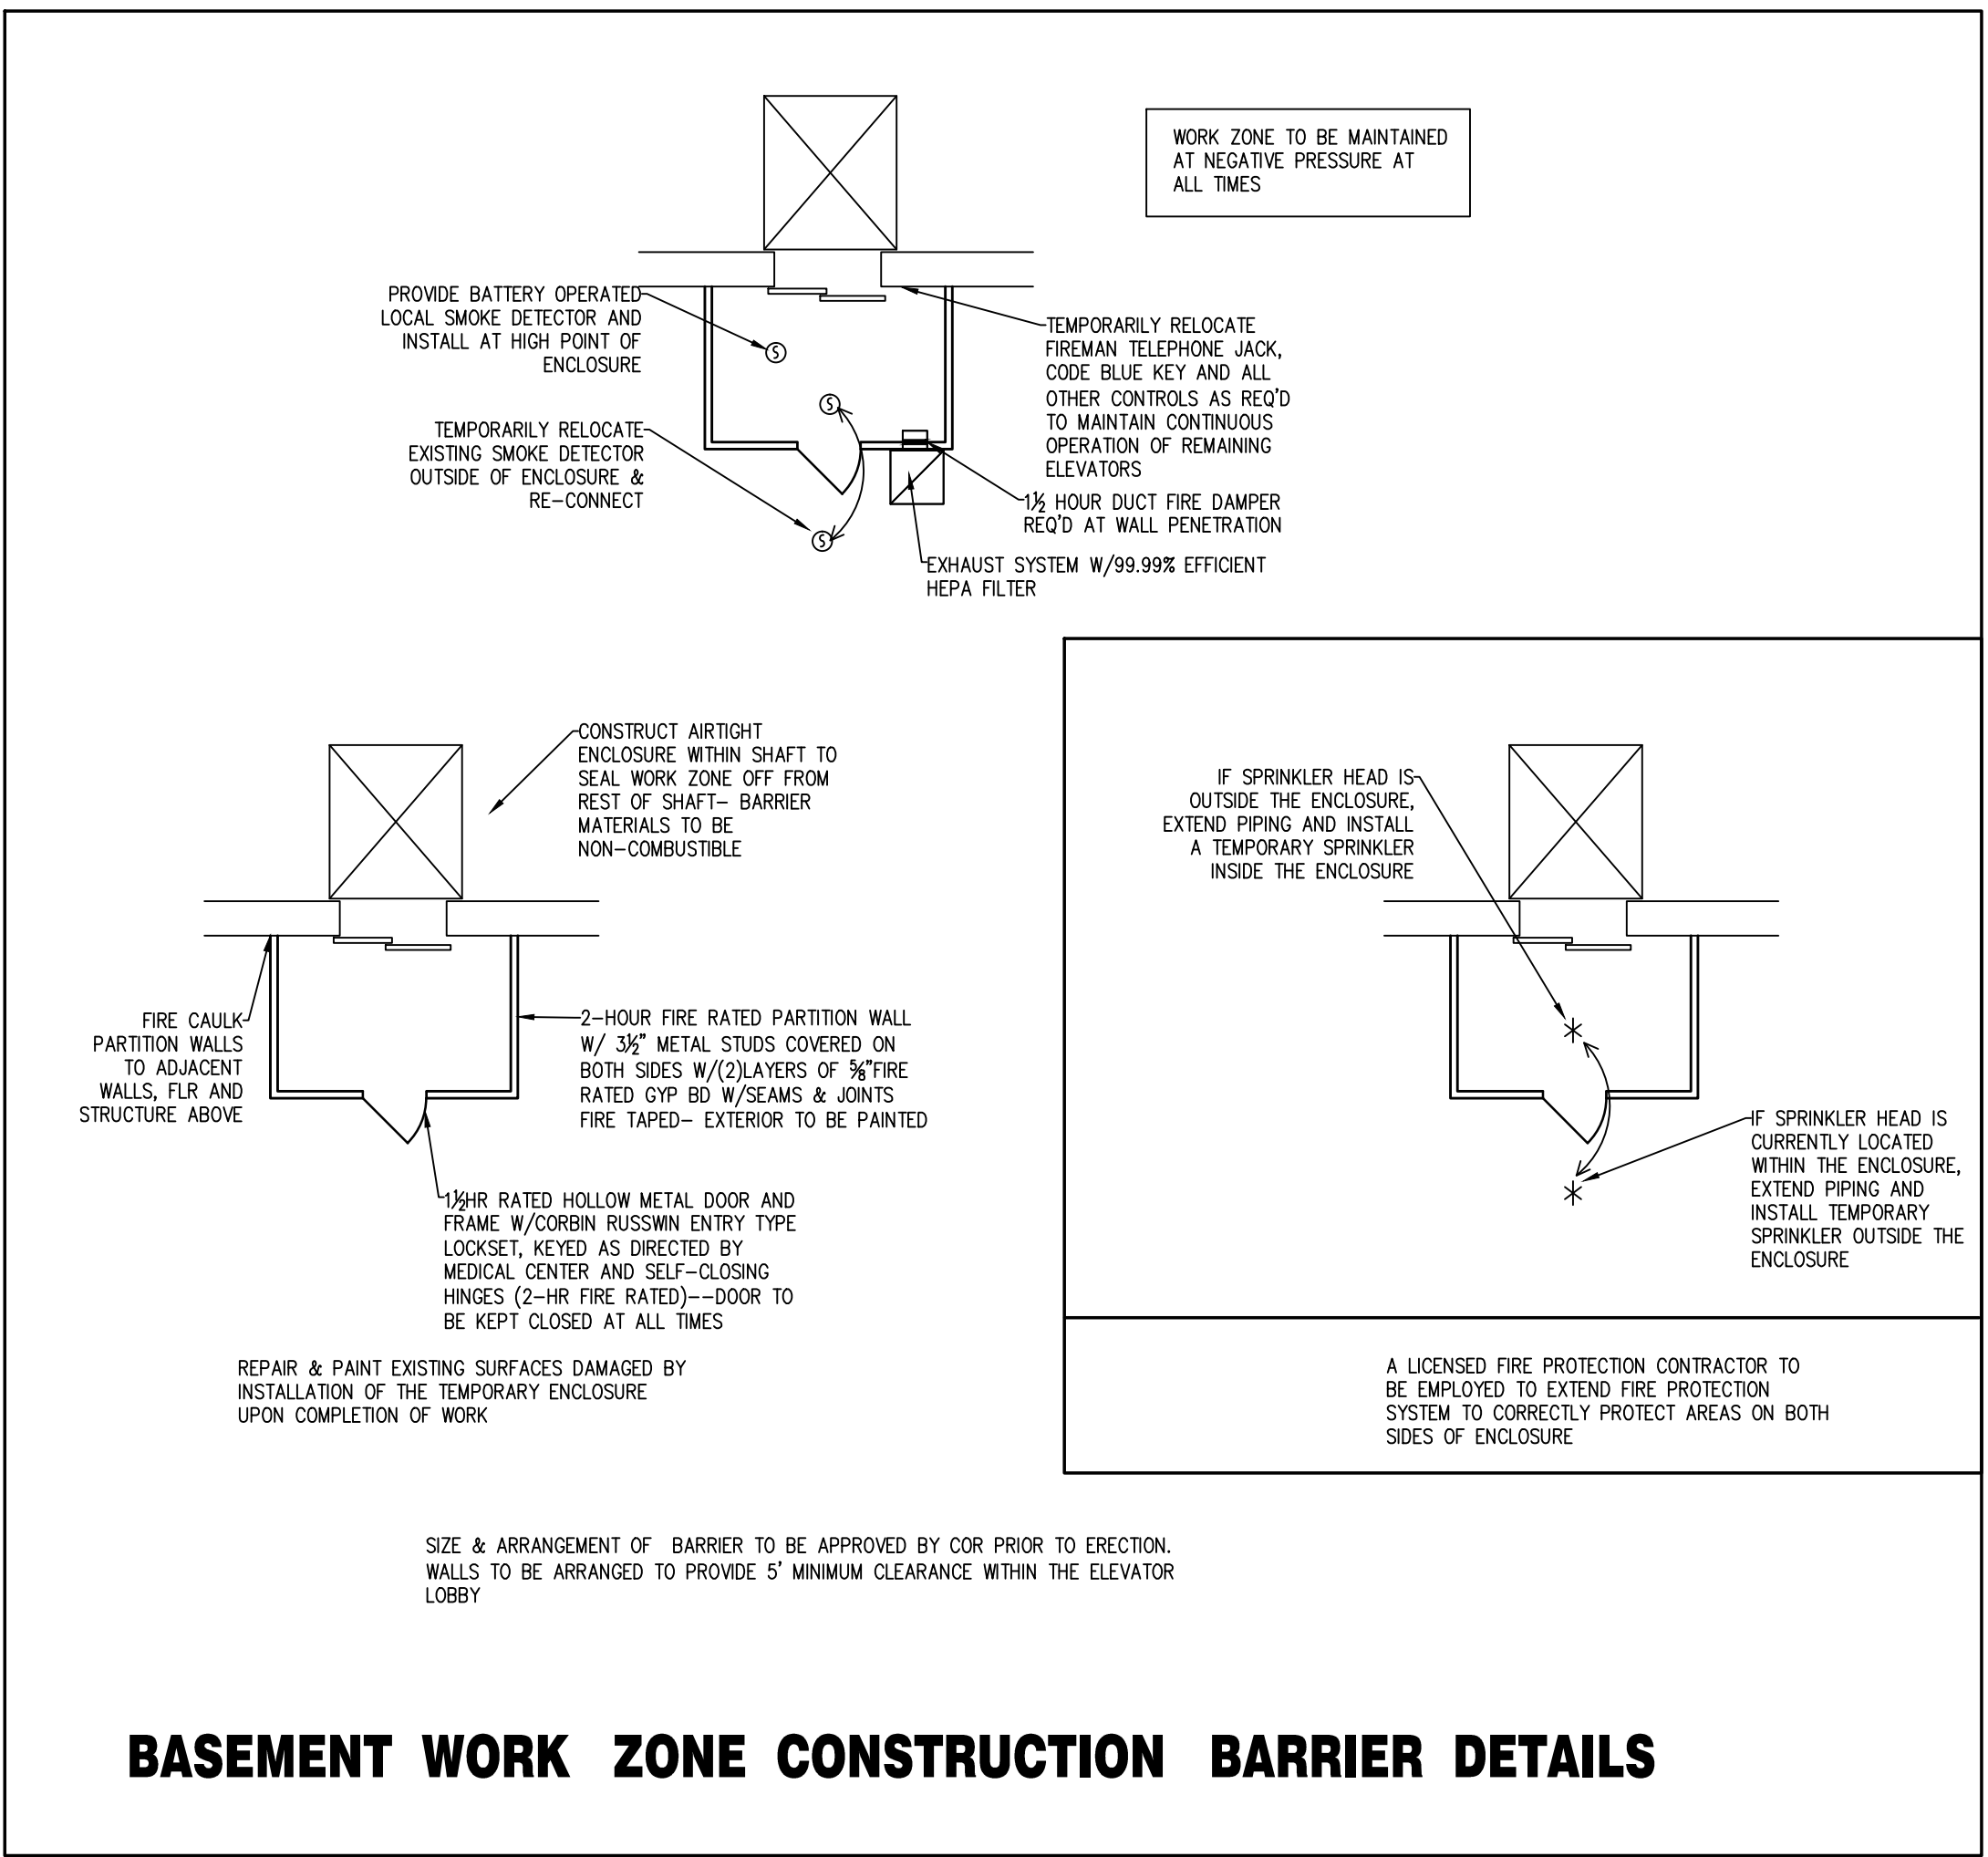 WORK ZONE TO BE MAINTAINED
AT NEGATIVE PRESSURE AT
ALL TIMES
PROVIDE BATTERY OPERATED
LOCAL SMOKE DETECTOR AND
INSTALL AT HIGH POINT OF
ENCLOSURE
TEMPORARILY RELOCATE
FIREMAN TELEPHONE JACK,
CODE BLUE KEY AND ALL
OTHER CONTROLS AS REQ'D
TO MAINTAIN CONTINUOUS
OPERATION OF REMAINING
ELEVATORS
S
S
TEMPORARILY RELOCATE
EXISTING SMOKE DETECTOR
OUTSIDE OF ENCLOSURE &
RE-CONNECT
S
1½ HOUR DUCT FIRE DAMPER
REQ'D AT WALL PENETRATION
EXHAUST SYSTEM W/99.99% EFFICIENT
HEPA FILTER
CONSTRUCT AIRTIGHT
ENCLOSURE WITHIN SHAFT TO
SEAL WORK ZONE OFF FROM
REST OF SHAFT- BARRIER
MATERIALS TO BE
NON-COMBUSTIBLE
FIRE CAULK
PARTITION WALLS
TO ADJACENT
WALLS, FLR AND
STRUCTURE ABOVE
2-HOUR FIRE RATED PARTITION WALL
W/ 3½" METAL STUDS COVERED ON
BOTH SIDES W/(2)LAYERS OF ⅝"FIRE
RATED GYP BD W/SEAMS & JOINTS
FIRE TAPED- EXTERIOR TO BE PAINTED
1½HR RATED HOLLOW METAL DOOR AND
FRAME W/CORBIN RUSSWIN ENTRY TYPE
LOCKSET, KEYED AS DIRECTED BY
MEDICAL CENTER AND SELF-CLOSING
HINGES (2-HR FIRE RATED)--DOOR TO
BE KEPT CLOSED AT ALL TIMES
REPAIR & PAINT EXISTING SURFACES DAMAGED BY
INSTALLATION OF THE TEMPORARY ENCLOSURE
UPON COMPLETION OF WORK
IF SPRINKLER HEAD IS
OUTSIDE THE ENCLOSURE,
EXTEND PIPING AND INSTALL
A TEMPORARY SPRINKLER
INSIDE THE ENCLOSURE
IF SPRINKLER HEAD IS
CURRENTLY LOCATED
WITHIN THE ENCLOSURE,
EXTEND PIPING AND
INSTALL TEMPORARY
SPRINKLER OUTSIDE THE
ENCLOSURE
A LICENSED FIRE PROTECTION CONTRACTOR TO
BE EMPLOYED TO EXTEND FIRE PROTECTION
SYSTEM TO CORRECTLY PROTECT AREAS ON BOTH
SIDES OF ENCLOSURE
SIZE & ARRANGEMENT OF BARRIER TO BE APPROVED BY COR PRIOR TO ERECTION.
WALLS TO BE ARRANGED TO PROVIDE 5' MINIMUM CLEARANCE WITHIN THE ELEVATOR
LOBBY
BASEMENT WORK ZONE CONSTRUCTION BARRIER DETAILS